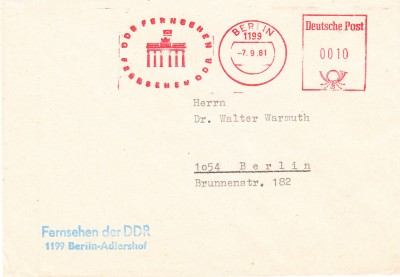 DDR FERNSEHEN
FERNSEHEN DDR
BERLIN
1199
-7.9.81
Deutsche Post
0010
Herrn
Dr. Walter Warmuth
1054 Berlin
Brunnenstr. 182
Fernsehen der DDR
1199 Berlin-Adlershof